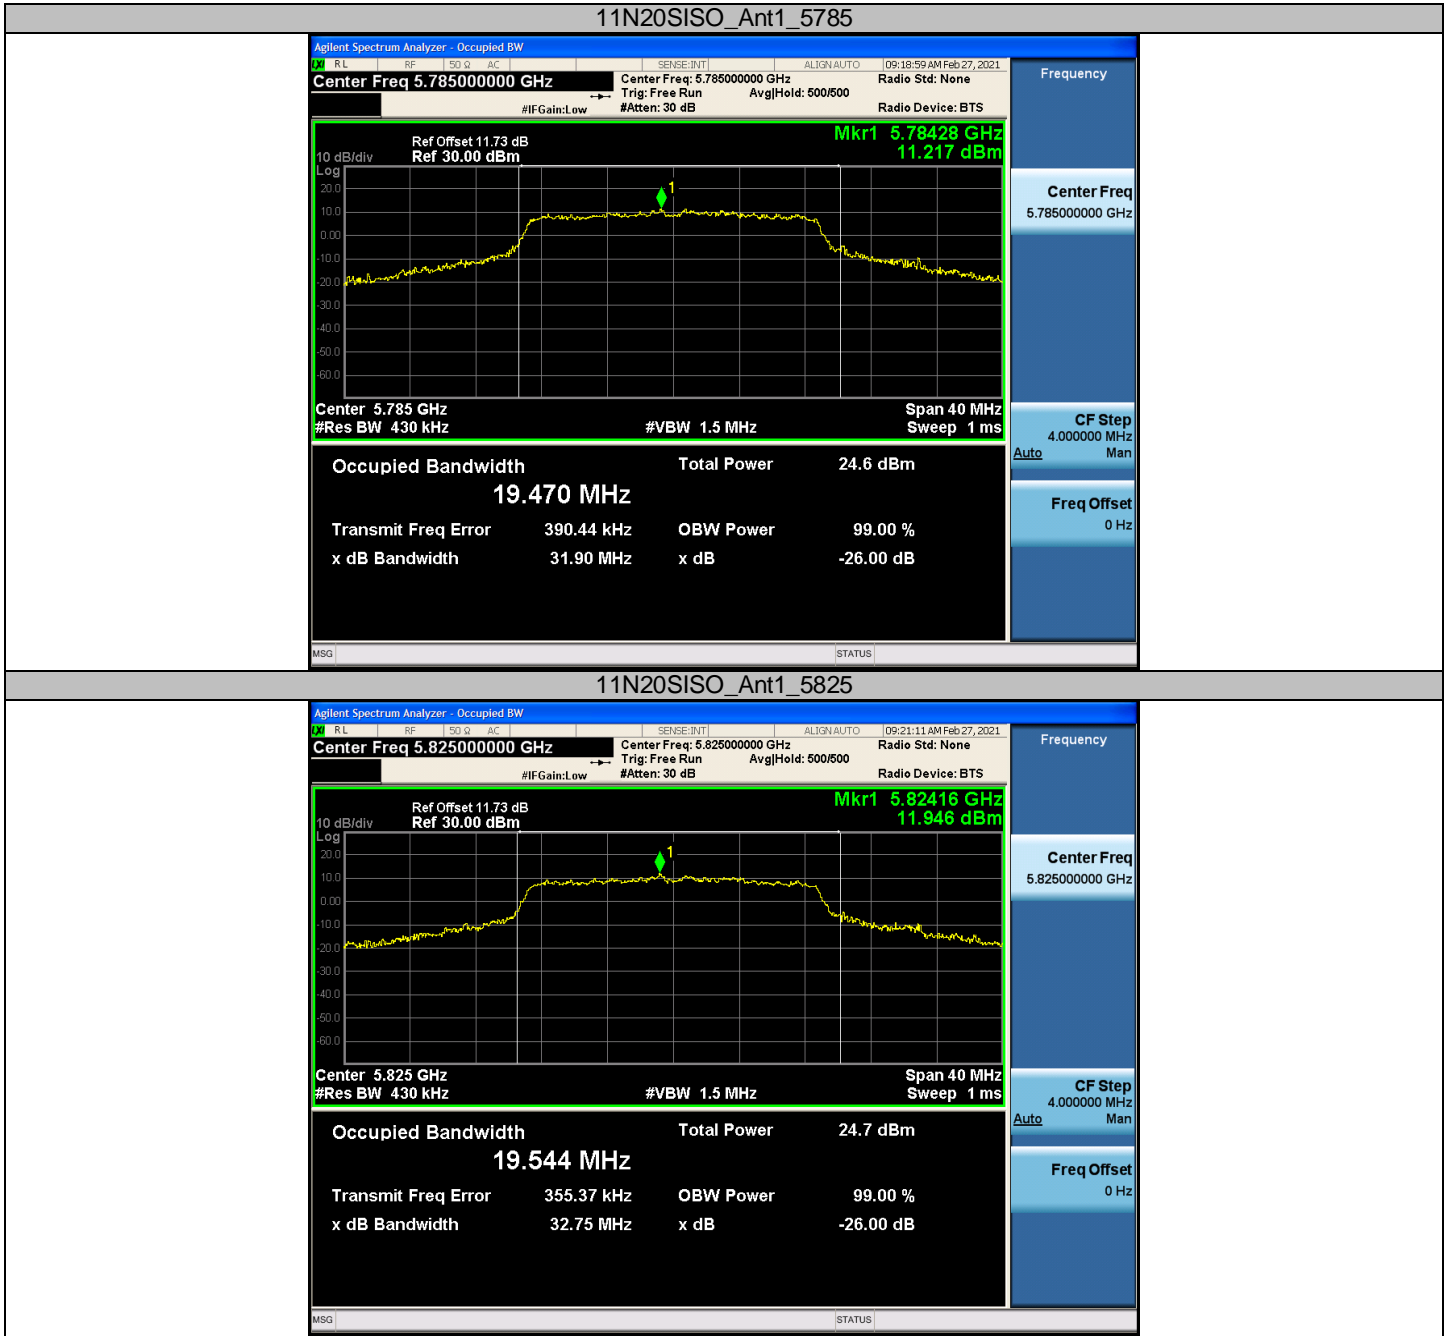 11N20SISO_Ant1_5785
Agilent Spectrum Analyzer - Occupied BW
LXI RL RF 50 Ω AC SENSE:INT ALIGN AUTO 09:18:59 AM Feb 27, 2021
Center Freq 5.785000000 GHz
Center Freq: 5.785000000 GHz Radio Std: None
Trig: Free Run Avg|Hold: 500/500
#IFGain:Low #Atten: 30 dB Radio Device: BTS
Frequency
Mkr1 5.78428 GHz
11.217 dBm
Ref Offset 11.73 dB
10 dB/div Ref 30.00 dBm
Log
20.0
10.0
0.00
-10.0
-20.0
-30.0
-40.0
-50.0
-60.0
1
Center 5.785 GHz Span 40 MHz
#Res BW 430 kHz #VBW 1.5 MHz Sweep 1 ms
Center Freq
5.785000000 GHz
CF Step
4.000000 MHz
Auto Man
Freq Offset
0 Hz
Occupied Bandwidth Total Power 24.6 dBm
19.470 MHz
Transmit Freq Error 390.44 kHz OBW Power 99.00 %
x dB Bandwidth 31.90 MHz x dB -26.00 dB
MSG STATUS
11N20SISO_Ant1_5825
Agilent Spectrum Analyzer - Occupied BW
LXI RL RF 50 Ω AC SENSE:INT ALIGN AUTO 09:21:11 AM Feb 27, 2021
Center Freq 5.825000000 GHz
Center Freq: 5.825000000 GHz Radio Std: None
Trig: Free Run Avg|Hold: 500/500
#IFGain:Low #Atten: 30 dB Radio Device: BTS
Frequency
Mkr1 5.82416 GHz
11.946 dBm
Ref Offset 11.73 dB
10 dB/div Ref 30.00 dBm
Log
20.0
10.0
0.00
-10.0
-20.0
-30.0
-40.0
-50.0
-60.0
1
Center 5.825 GHz Span 40 MHz
#Res BW 430 kHz #VBW 1.5 MHz Sweep 1 ms
Center Freq
5.825000000 GHz
CF Step
4.000000 MHz
Auto Man
Freq Offset
0 Hz
Occupied Bandwidth Total Power 24.7 dBm
19.544 MHz
Transmit Freq Error 355.37 kHz OBW Power 99.00 %
x dB Bandwidth 32.75 MHz x dB -26.00 dB
MSG STATUS